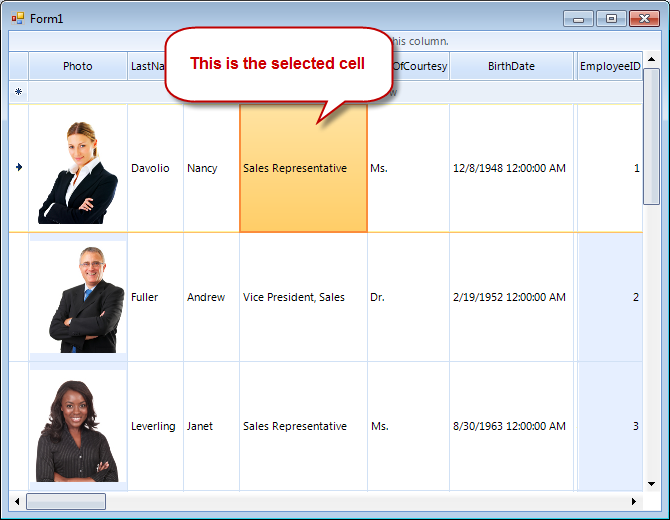 Form1
his column.
This is the selected cell
Photo LastNa OfCourtesy BirthDate EmployeeID
Davolio Nancy Sales Representative Ms. 12/8/1948 12:00:00 AM 1
Fuller Andrew Vice President, Sales Dr. 2/19/1952 12:00:00 AM 2
Leverling Janet Sales Representative Ms. 8/30/1963 12:00:00 AM 3